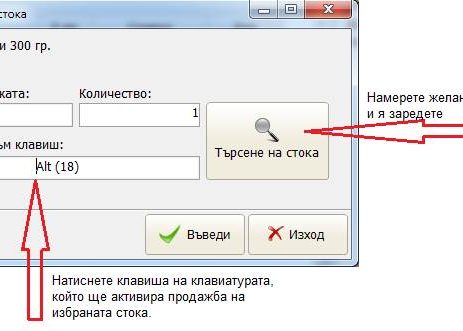 стока
и 300 гр.
ката:
Количество:
1
Намерете желан
и я заредете
Търсене на стока
ъм клавиш:
Alt (18)
Въведи
Изход
Натиснете клавиша на клавиатурата,
който ще активира продажба на
избраната стока.